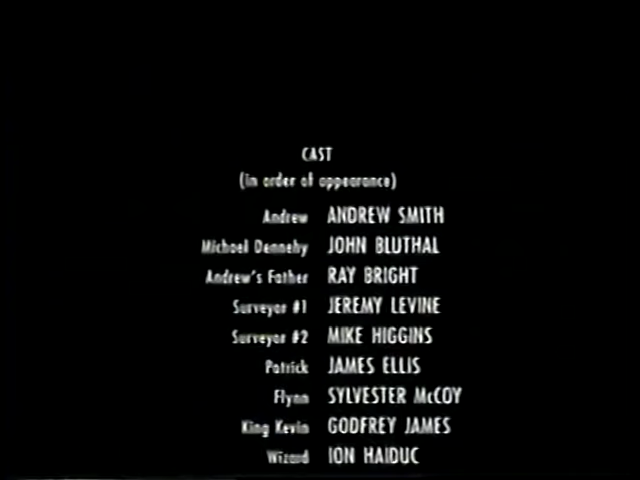 CAST
(in order of appearance)
Andrew ANDREW SMITH
Michael Dennehy JOHN BLUTHAL
Andrew's Father RAY BRIGHT
Surveyor #1 JEREMY LEVINE
Surveyor #2 MIKE HIGGINS
Patrick JAMES ELLIS
Flynn SYLVESTER McCOY
King Kevin GODFREY JAMES
Wizard ION HAIDUC